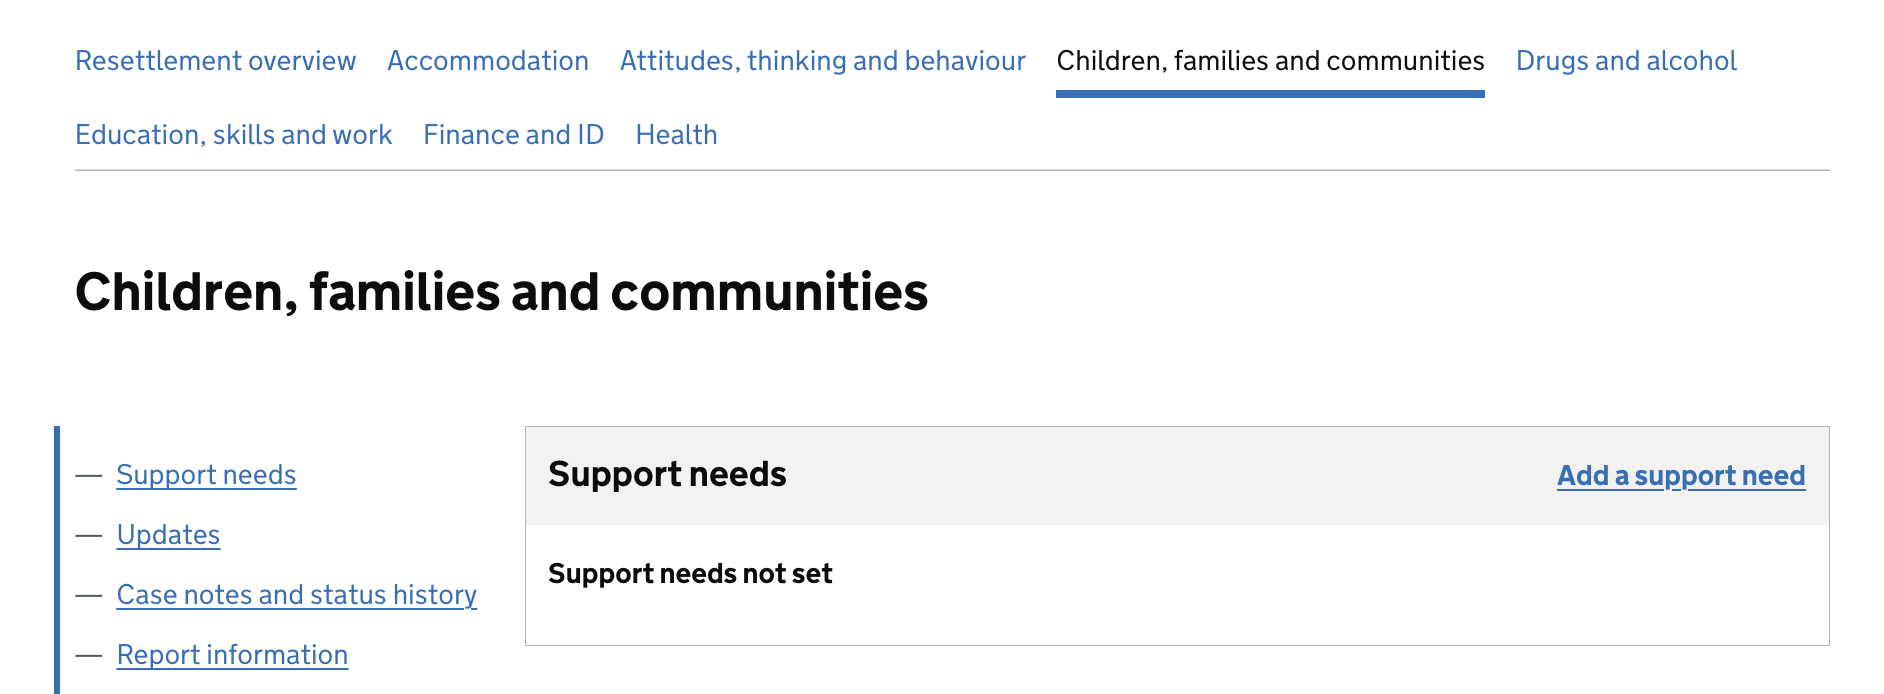 Resettlement overview Accommodation Attitudes, thinking and behaviour Children, families and communities Drugs and alcohol
Education, skills and work Finance and ID Health
Children, families and communities
— Support needs
— Updates
— Case notes and status history
— Report information
Support needs Add a support need
Support needs not set